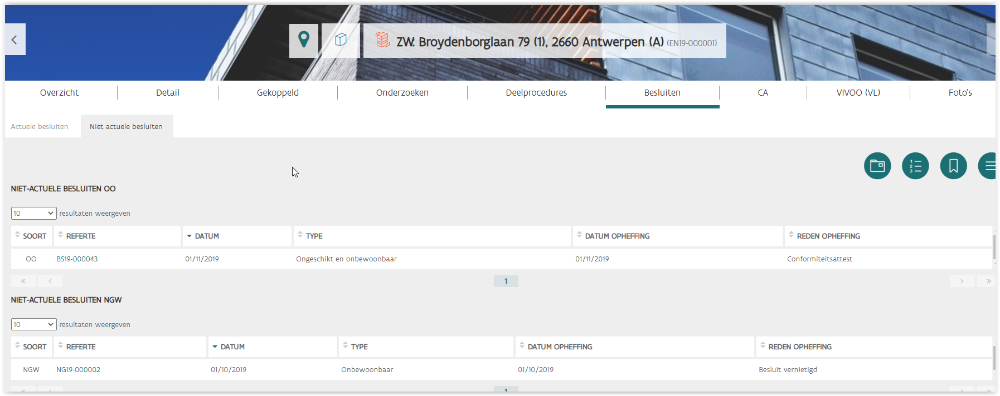 ZW: Broydenborglaan 79 (1), 2660 Antwerpen (A) (EN19-000001)
Overzicht Detail Gekoppeld Onderzoeken Deelprocedures Besluiten CA VIVOO (VL) Foto's
Actuele besluiten Niet actuele besluiten
1 2 3
NIET-ACTUELE BESLUITEN OO
10 resultaten weergeven
SOORT REFERTE DATUM TYPE DATUM OPHEFFING REDEN OPHEFFING
OO BS19-000043 01/11/2019 Ongeschikt en onbewoonbaar 01/11/2019 Conformiteitsattest
« ‹ 1 › »
NIET-ACTUELE BESLUITEN NGW
10 resultaten weergeven
SOORT REFERTE DATUM TYPE DATUM OPHEFFING REDEN OPHEFFING
NGW NG19-000002 01/10/2019 Onbewoonbaar 01/10/2019 Besluit vernietigd
« ‹ 1 › »